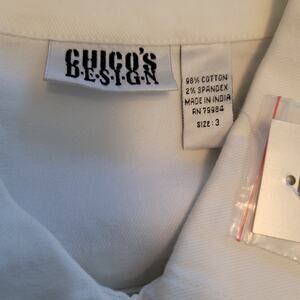 CHICO'S
DESIGN
98% COTTON
2% SPANDEX
MADE IN INDIA
RN 79984
SIZE: 3